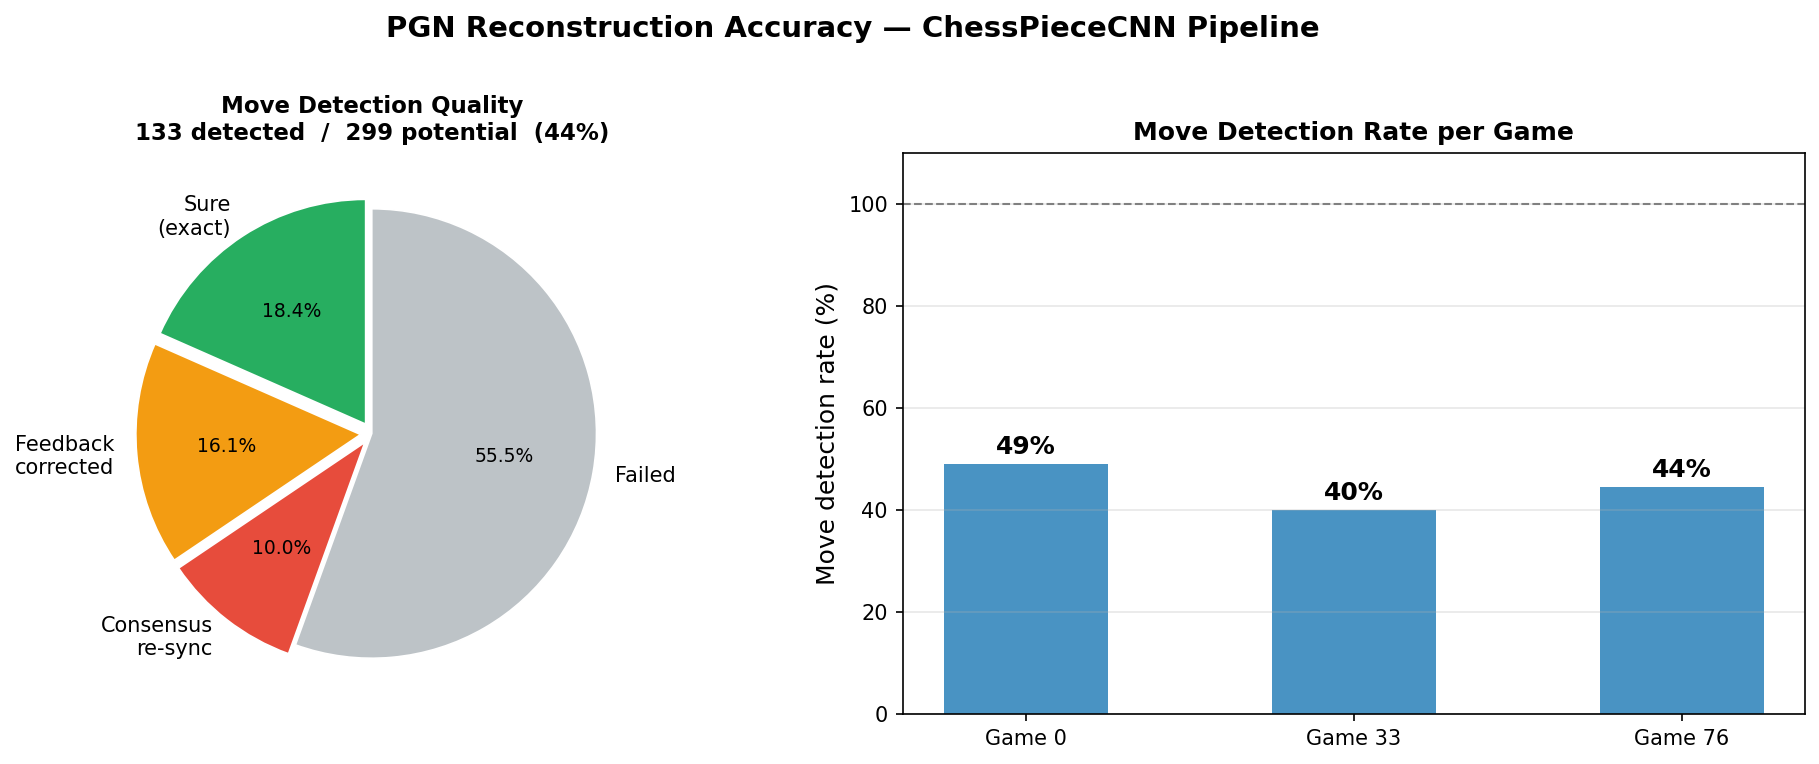 PGN Reconstruction Accuracy — ChessPieceCNN Pipeline
Move Detection Quality
133 detected / 299 potential (44%)
Sure
(exact)
18.4%
Feedback
corrected
16.1%
55.5%
Failed
10.0%
Consensus
re-sync
Move Detection Rate per Game
Move detection rate (%)
100
80
60
40
20
0
49%
40%
44%
Game 0
Game 33
Game 76